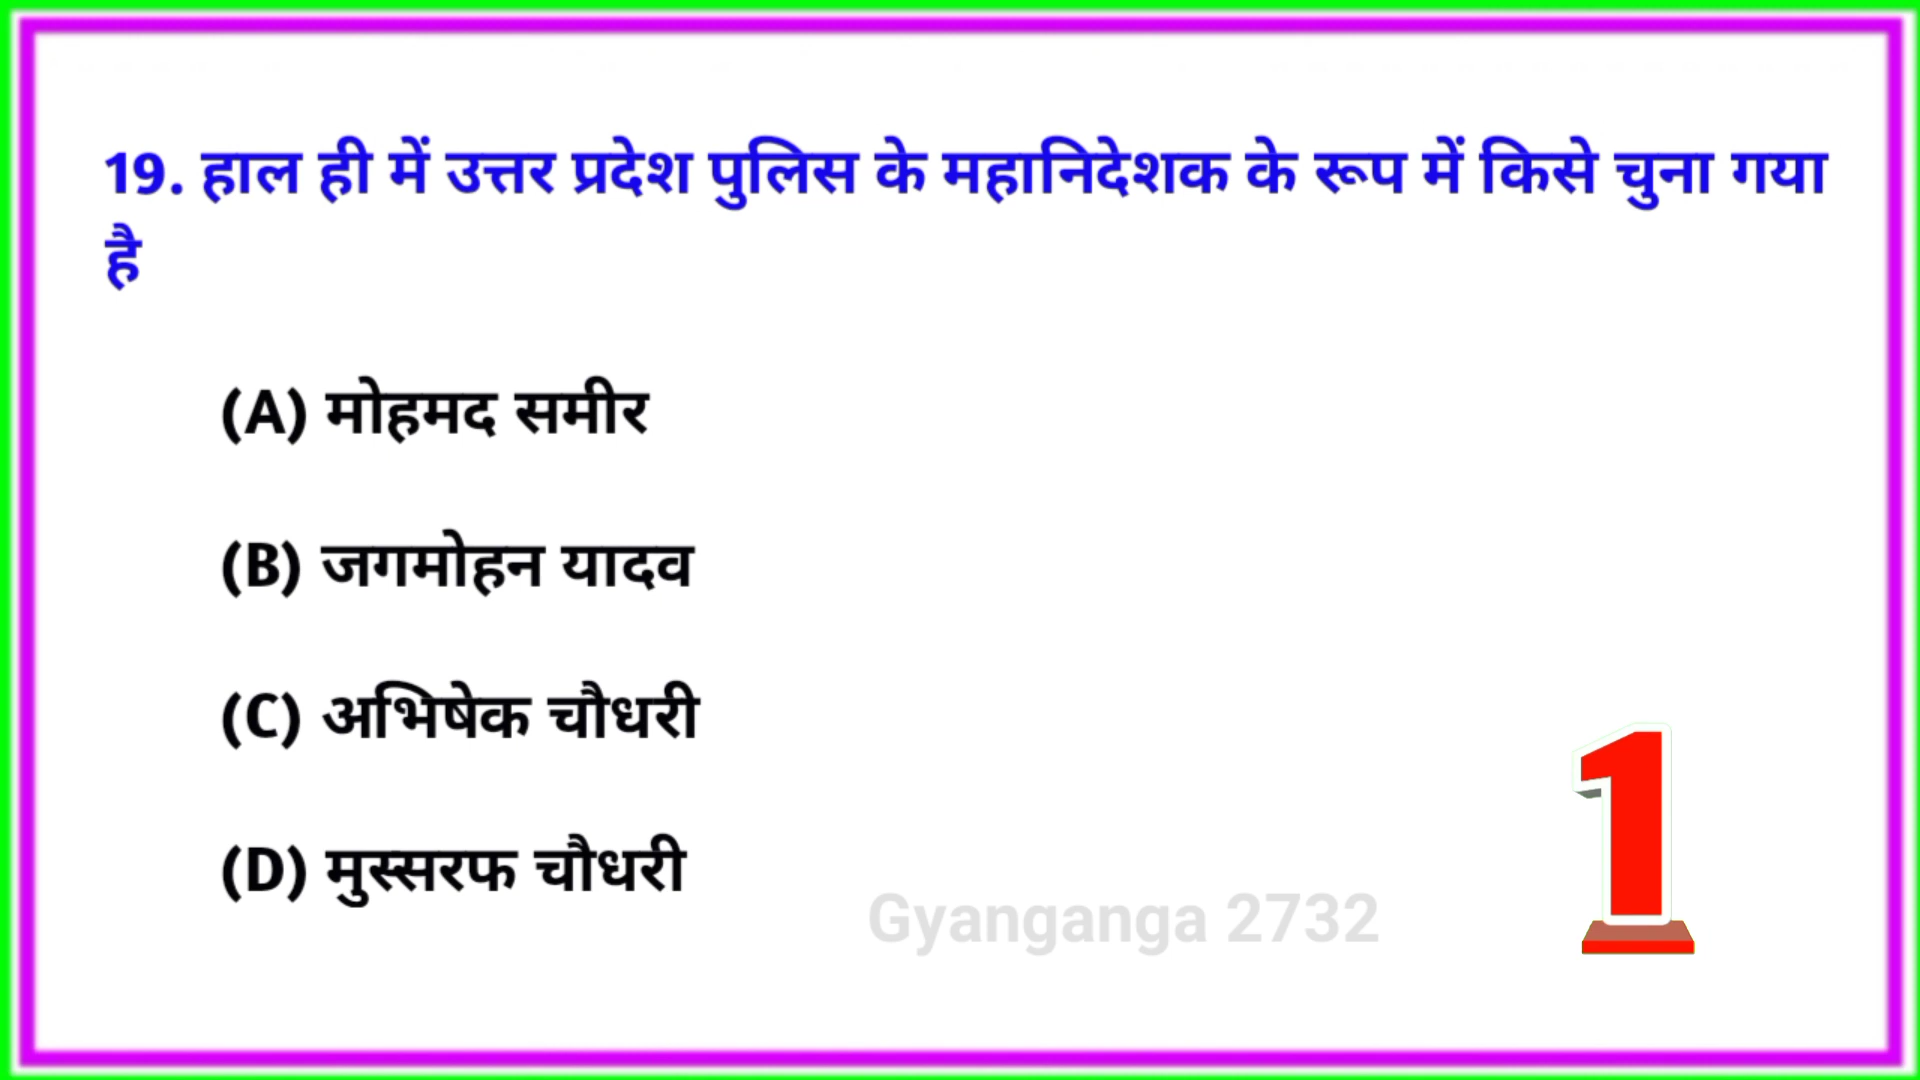 19. हाल ही में उत्तर प्रदेश पुलिस के महानिदेशक के रूप में किसे चुना गया
है
(A) मोहमद समीर
(B) जगमोहन यादव
(C) अभिषेक चौधरी
(D) मुस्सरफ चौधरी
Gyanganga 2732
1